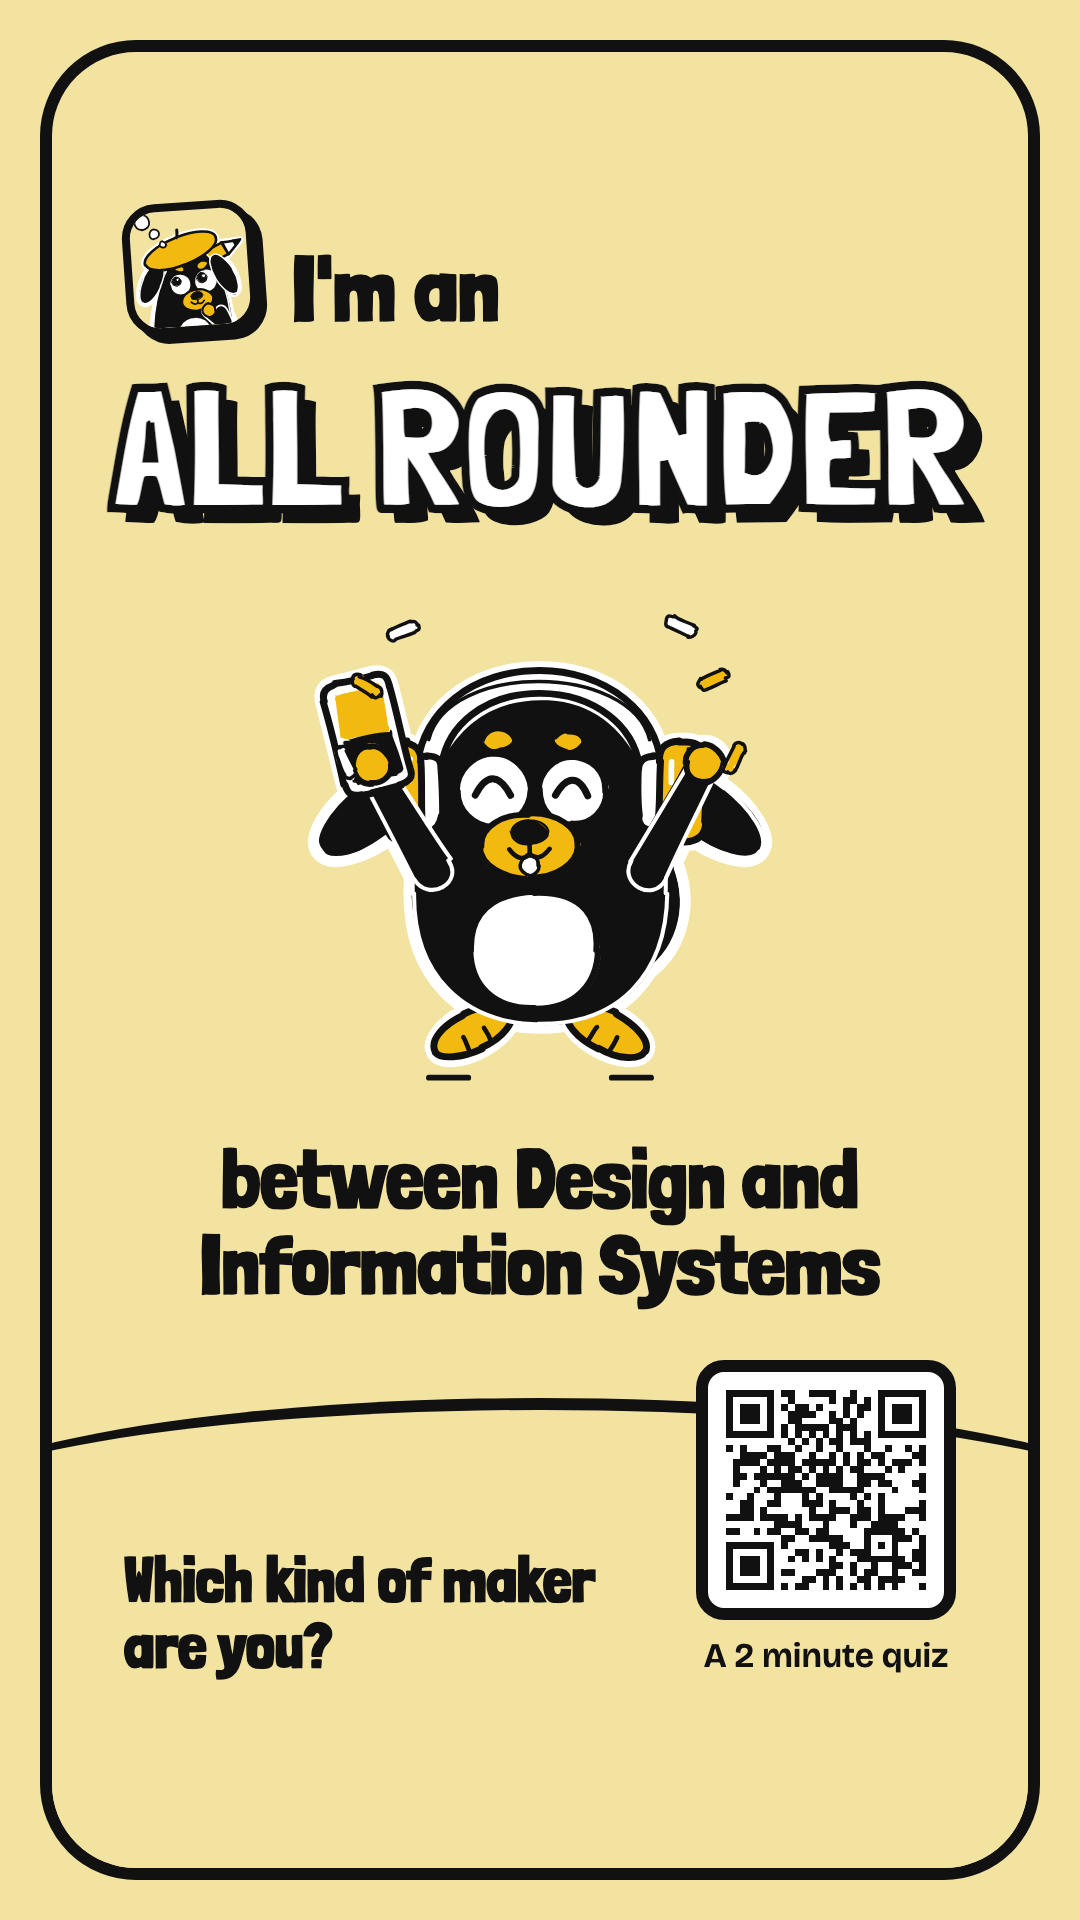 I'm an
ALL ROUNDER
between Design and
Information Systems
Which kind of maker
are you?
A 2 minute quiz